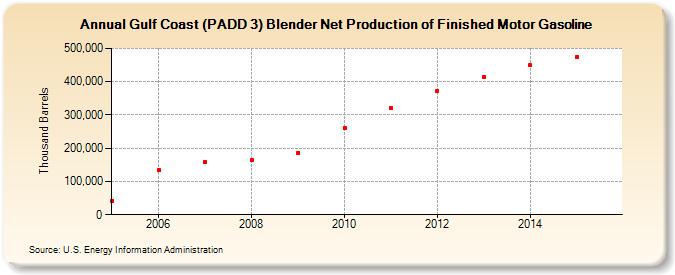 Annual Gulf Coast (PADD 3) Blender Net Production of Finished Motor Gasoline
Thousand Barrels
500,000
400,000
300,000
200,000
100,000
0
2006 2008 2010 2012 2014
Source: U.S. Energy Information Administration